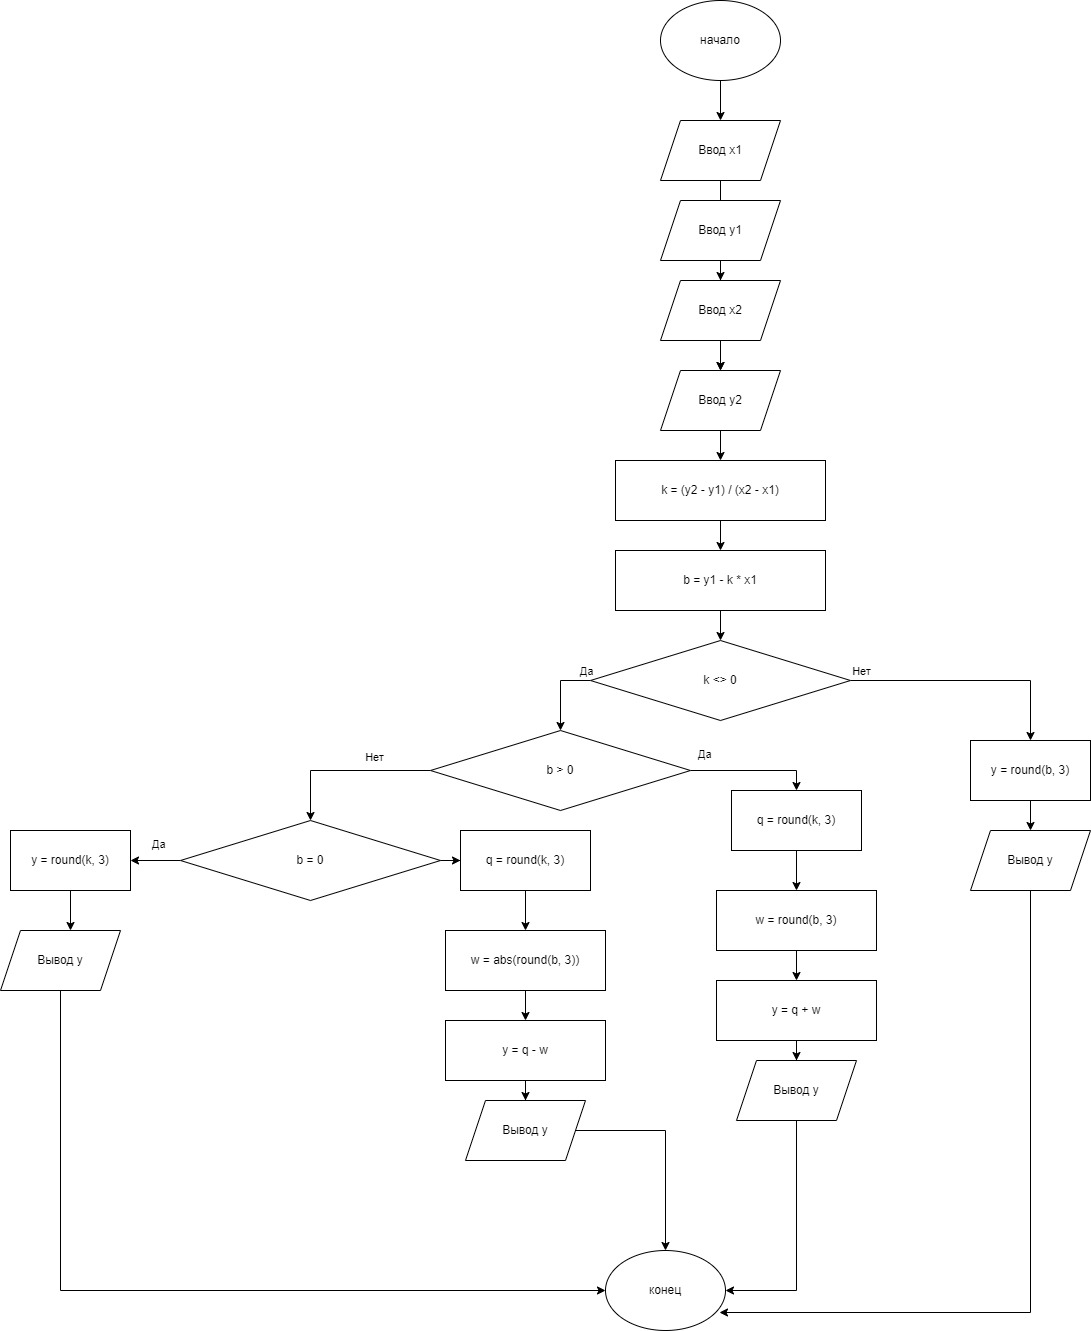 начало
Ввод x1
Ввод y1
Ввод x2
Ввод y2
k = (y2 - y1) / (x2 - x1)
b = y1 - k * x1
Да
k <> 0
Нет
Нет
b > 0
Да
y = round(b, 3)
q = round(k, 3)
Да
y = round(k, 3)
b = 0
q = round(k, 3)
Вывод y
w = round(b, 3)
Вывод y
w = abs(round(b, 3))
y = q + w
y = q - w
Вывод y
Вывод y
конец